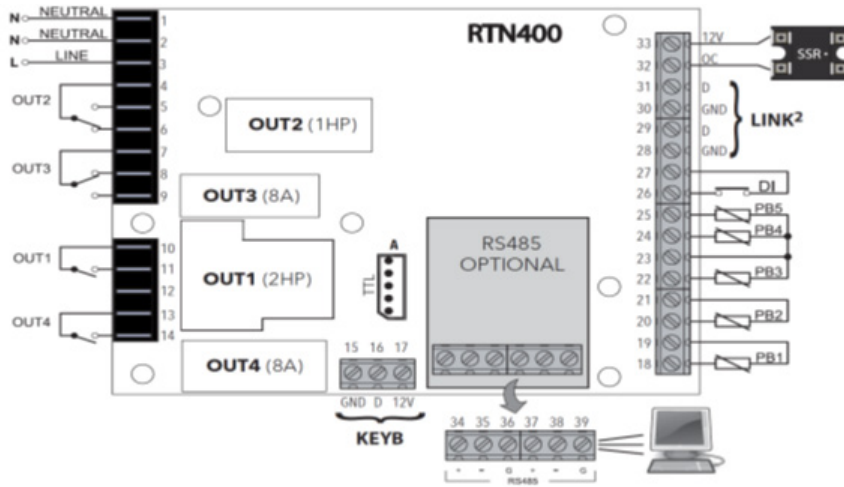 RTN400
N NEUTRAL 1
N NEUTRAL 2
L LINE 3
4
OUT2 5
6
7
OUT3 8
9
10
OUT1 11
12
13
OUT4 14
OUT2 (1HP)
OUT3 (8A)
OUT1 (2HP)
OUT4 (8A)
A
TTL
RS485
OPTIONAL
15 16 17
GND D 12V
KEYB
34 35 36 37 38 39
+ - G + - G
RS485
33 12V
SSR
32 OC
31 D
30 GND
29 D
28 GND
LINK²
27
26 DI
25 PB5
24 PB4
23
22 PB3
21
20 PB2
19
18 PB1